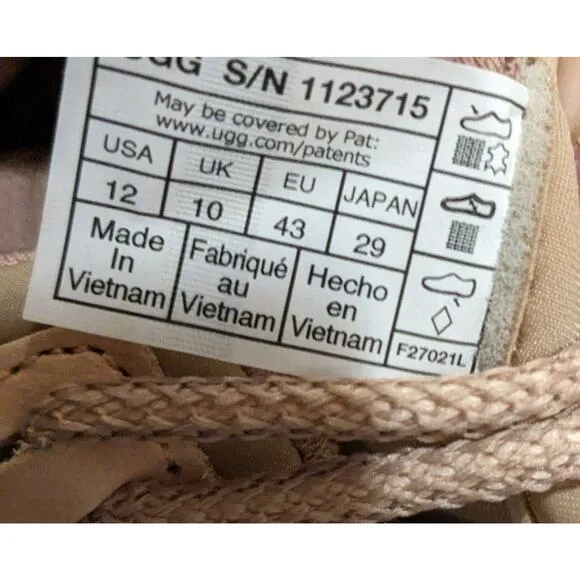 UGG S/N 1123715
May be covered by Pat:
www.ugg.com/patents
USA UK EU JAPAN
12 10 43 29
Made In Vietnam
Fabriqué au Vietnam
Hecho en Vietnam
F27021L